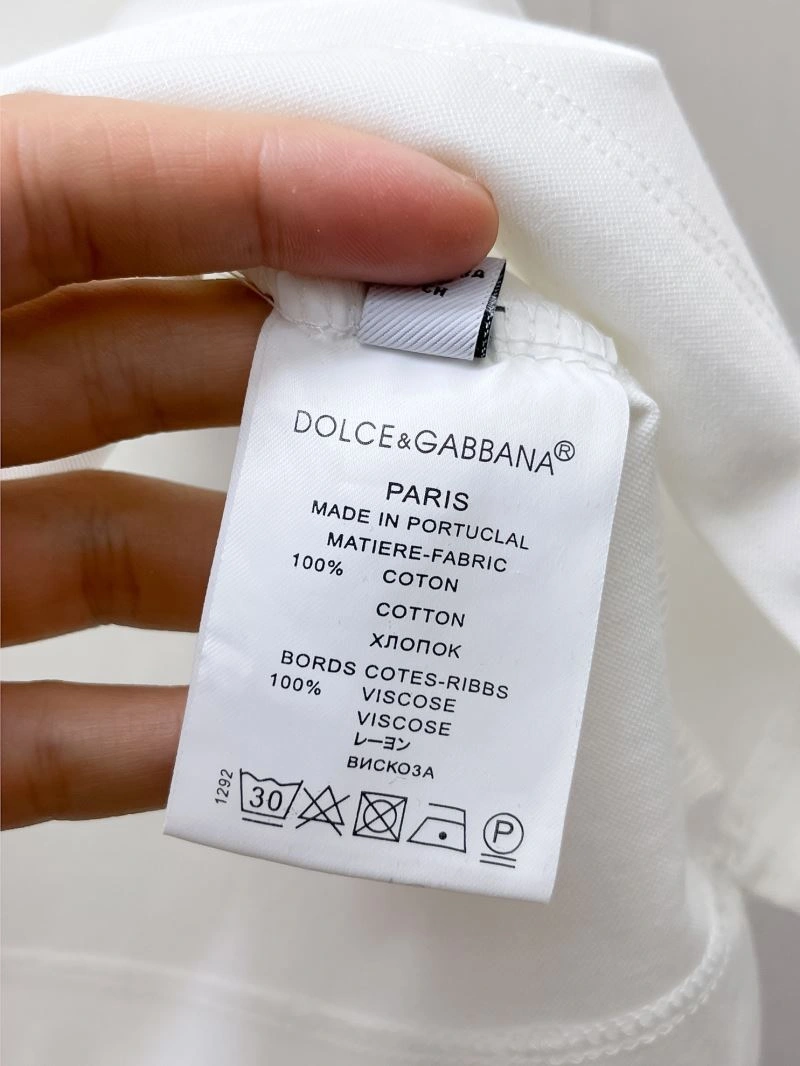 CH
DOLCE&GABBANA®
PARIS
MADE IN PORTUCLAL
MATIERE-FABRIC
100% COTON
COTTON
ХЛОПОК
BORDS COTES-RIBBS
100% VISCOSE
VISCOSE
レーヨン
ВИСКОЗА
1292
30
P